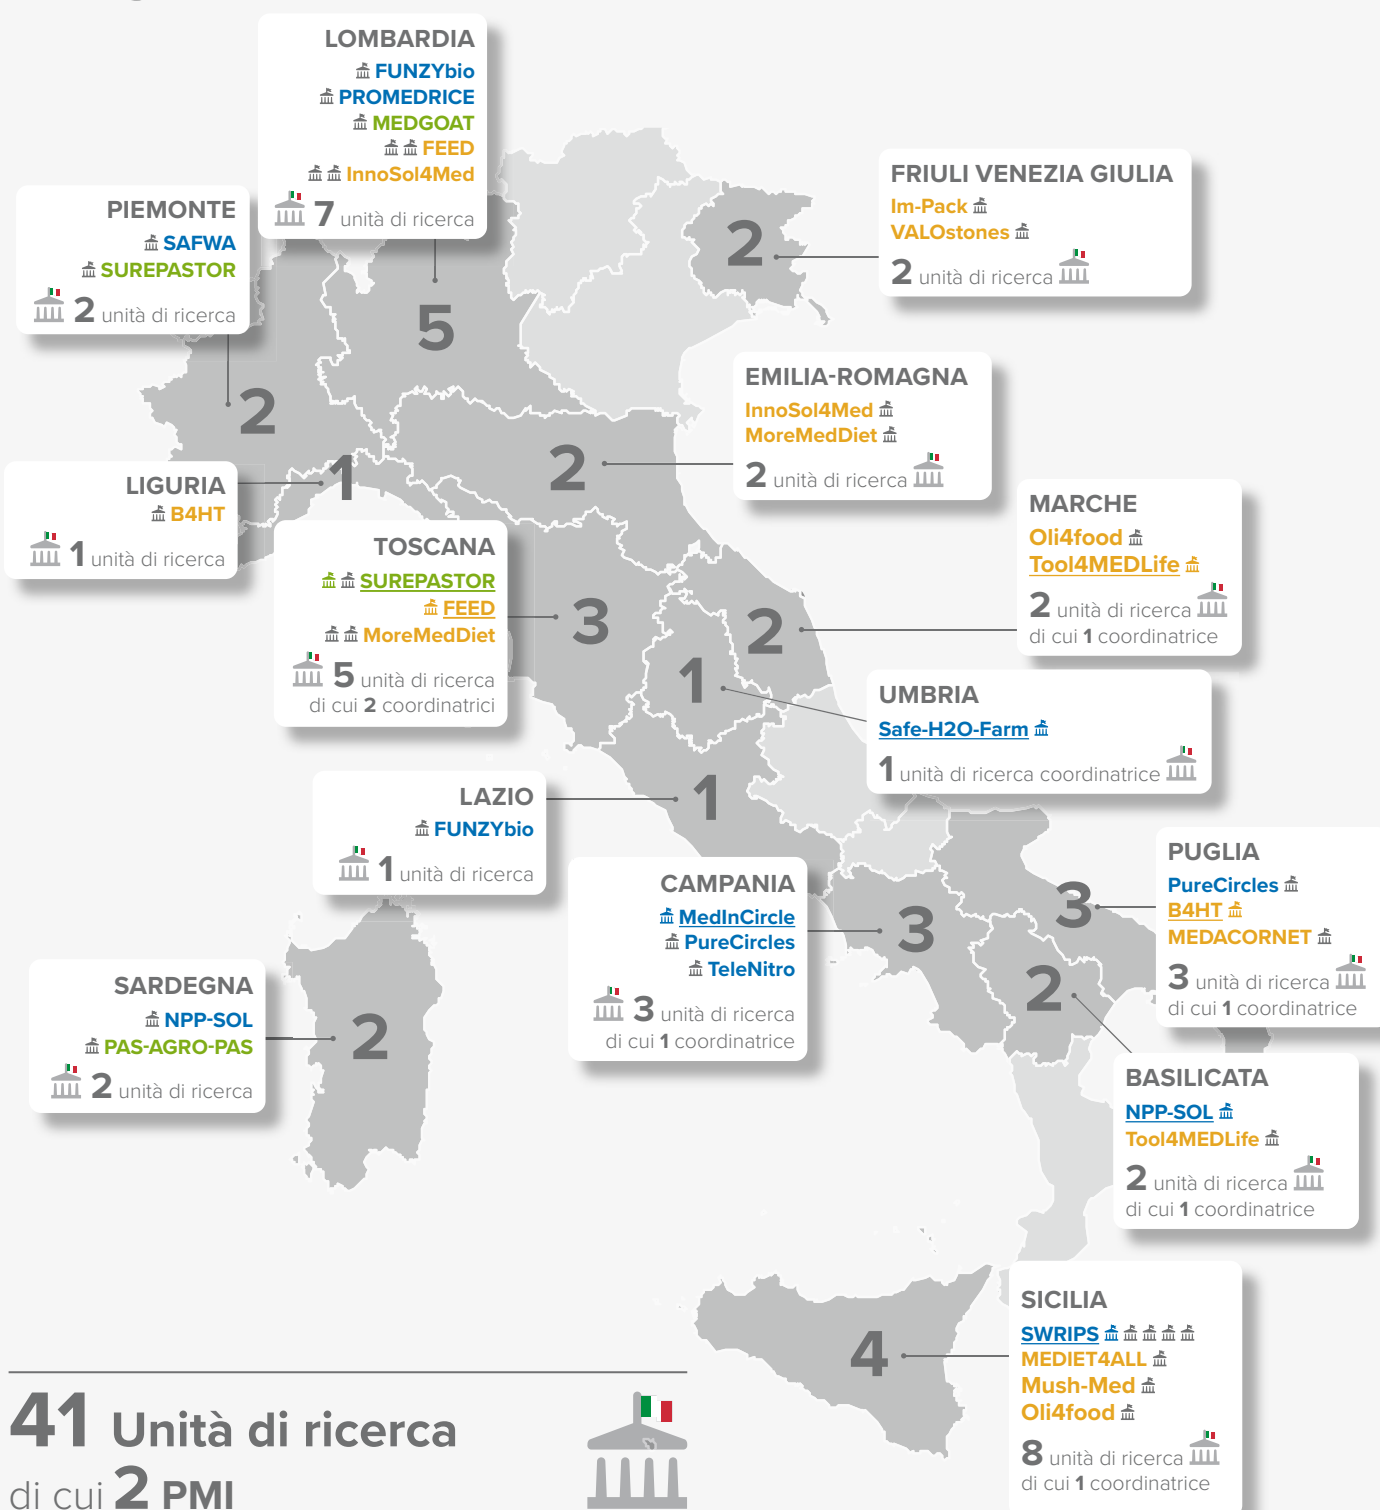 LOMBARDIA
FUNZYbio
PROMEDRICE
MEDGOAT
FEED
InnoSol4Med
7 unità di ricerca
PIEMONTE
SAFWA
SUREPASTOR
2 unità di ricerca
FRIULI VENEZIA GIULIA
Im-Pack
VALOstones
2 unità di ricerca
2
5
2
EMILIA-ROMAGNA
InnoSol4Med
MoreMedDiet
2 unità di ricerca
2
1
LIGURIA
B4HT
1 unità di ricerca
MARCHE
Oli4food
Tool4MEDLife
2 unità di ricerca
di cui 1 coordinatrice
TOSCANA
SUREPASTOR
FEED
MoreMedDiet
5 unità di ricerca
di cui 2 coordinatrici
3
2
1
UMBRIA
Safe-H2O-Farm
1 unità di ricerca coordinatrice
LAZIO
FUNZYbio
1 unità di ricerca
1
CAMPANIA
MedInCircle
PureCircles
TeleNitro
3 unità di ricerca
di cui 1 coordinatrice
3
3
PUGLIA
PureCircles
B4HT
MEDACORNET
3 unità di ricerca
di cui 1 coordinatrice
SARDEGNA
NPP-SOL
PAS-AGRO-PAS
2 unità di ricerca
2
2
BASILICATA
NPP-SOL
Tool4MEDLife
2 unità di ricerca
di cui 1 coordinatrice
4
SICILIA
SWRIPS
MEDIET4ALL
Mush-Med
Oli4food
8 unità di ricerca
di cui 1 coordinatrice
41 Unità di ricerca
di cui 2 PMI